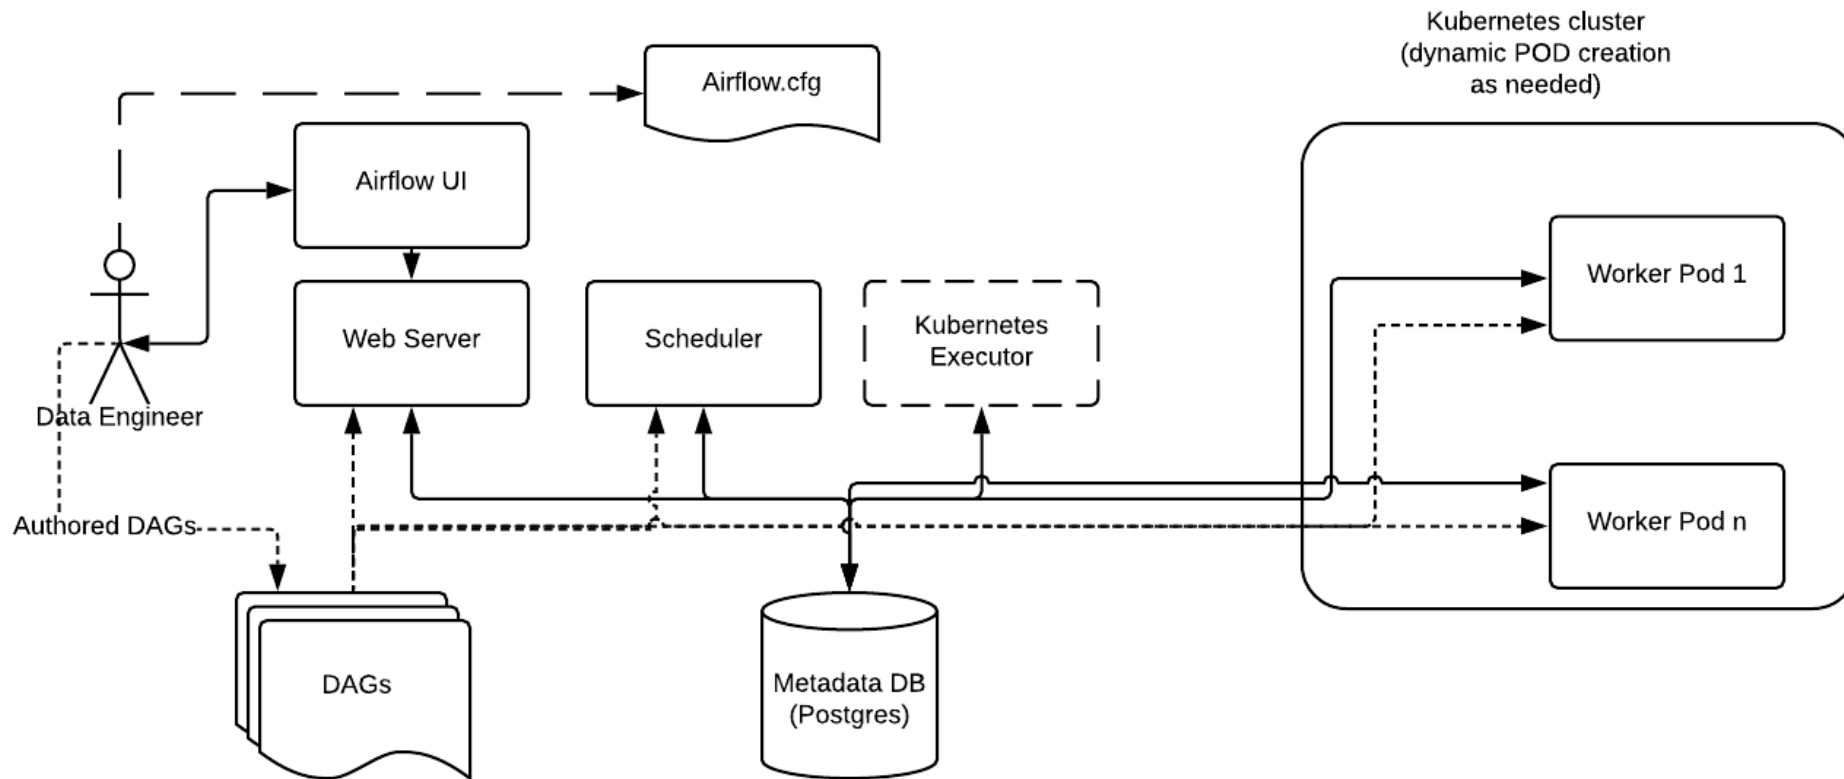 Kubernetes cluster
(dynamic POD creation
as needed)
Airflow.cfg
Airflow UI
Web Server
Scheduler
Kubernetes
Executor
Worker Pod 1
Data Engineer
Authored DAGs
Worker Pod n
DAGs
Metadata DB
(Postgres)